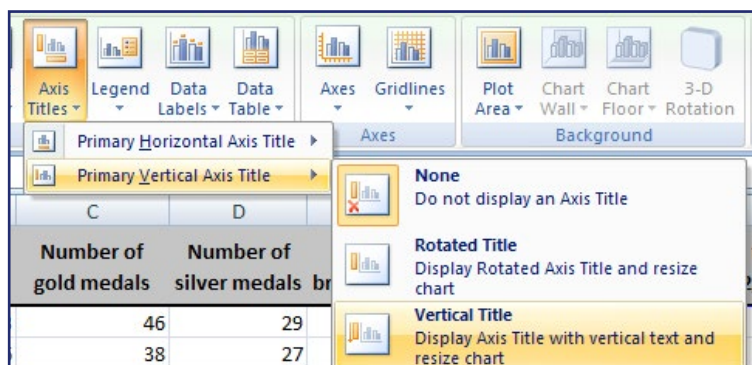 Axis Titles
Legend
Data Labels
Data Table
Axes
Gridlines
Plot Area
Chart Wall
Chart Floor
3-D Rotation
Axes
Background
Primary Horizontal Axis Title
Primary Vertical Axis Title
None
Do not display an Axis Title
Rotated Title
Display Rotated Axis Title and resize
chart
Vertical Title
Display Axis Title with vertical text and
resize chart
C D
Number of Number of
gold medals silver medals br
46 29
38 27